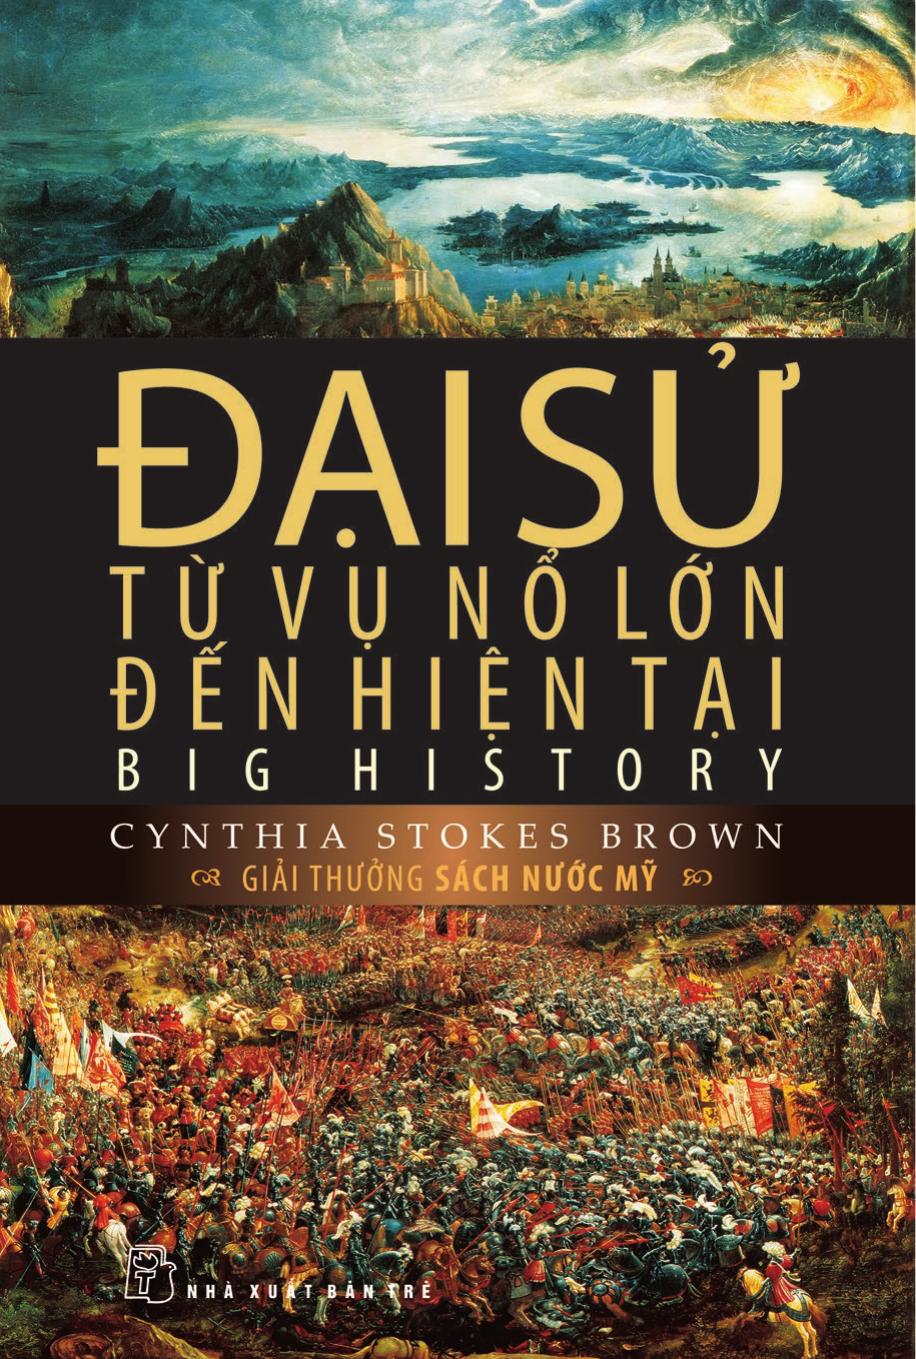 ĐẠI SỬ
TỪ VỤ NỔ LỚN
ĐẾN HIỆN TẠI
BIG HISTORY
CYNTHIA STOKES BROWN
GIẢI THƯỞNG SÁCH NƯỚC MỸ
NHÀ XUẤT BẢN TRẺ